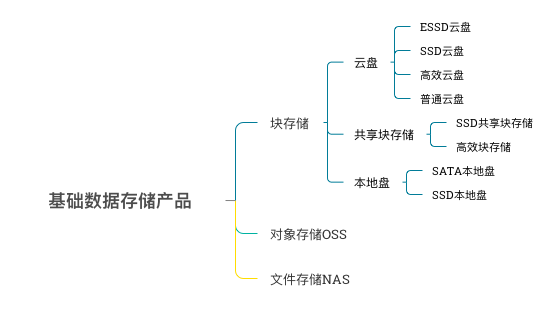 基础数据存储产品
块存储
云盘
ESSD云盘
SSD云盘
高效云盘
普通云盘
共享块存储
SSD共享块存储
高效块存储
本地盘
SATA本地盘
SSD本地盘
对象存储OSS
文件存储NAS